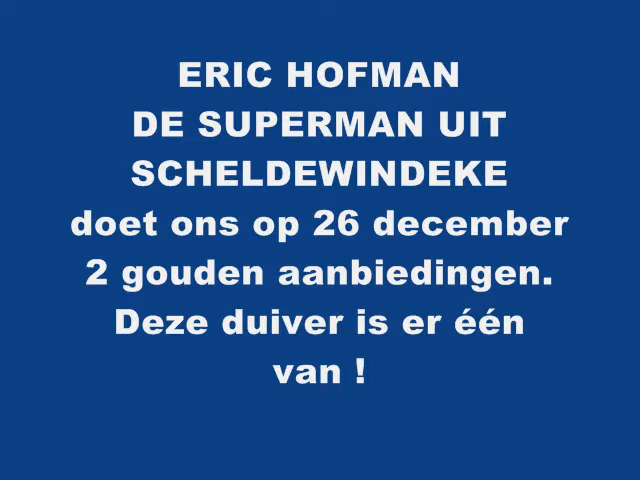 ERIC HOFMAN
DE SUPERMAN UIT
SCHELDEWINDEKE
doet ons op 26 december
2 gouden aanbiedingen.
Deze duiver is er één
van !